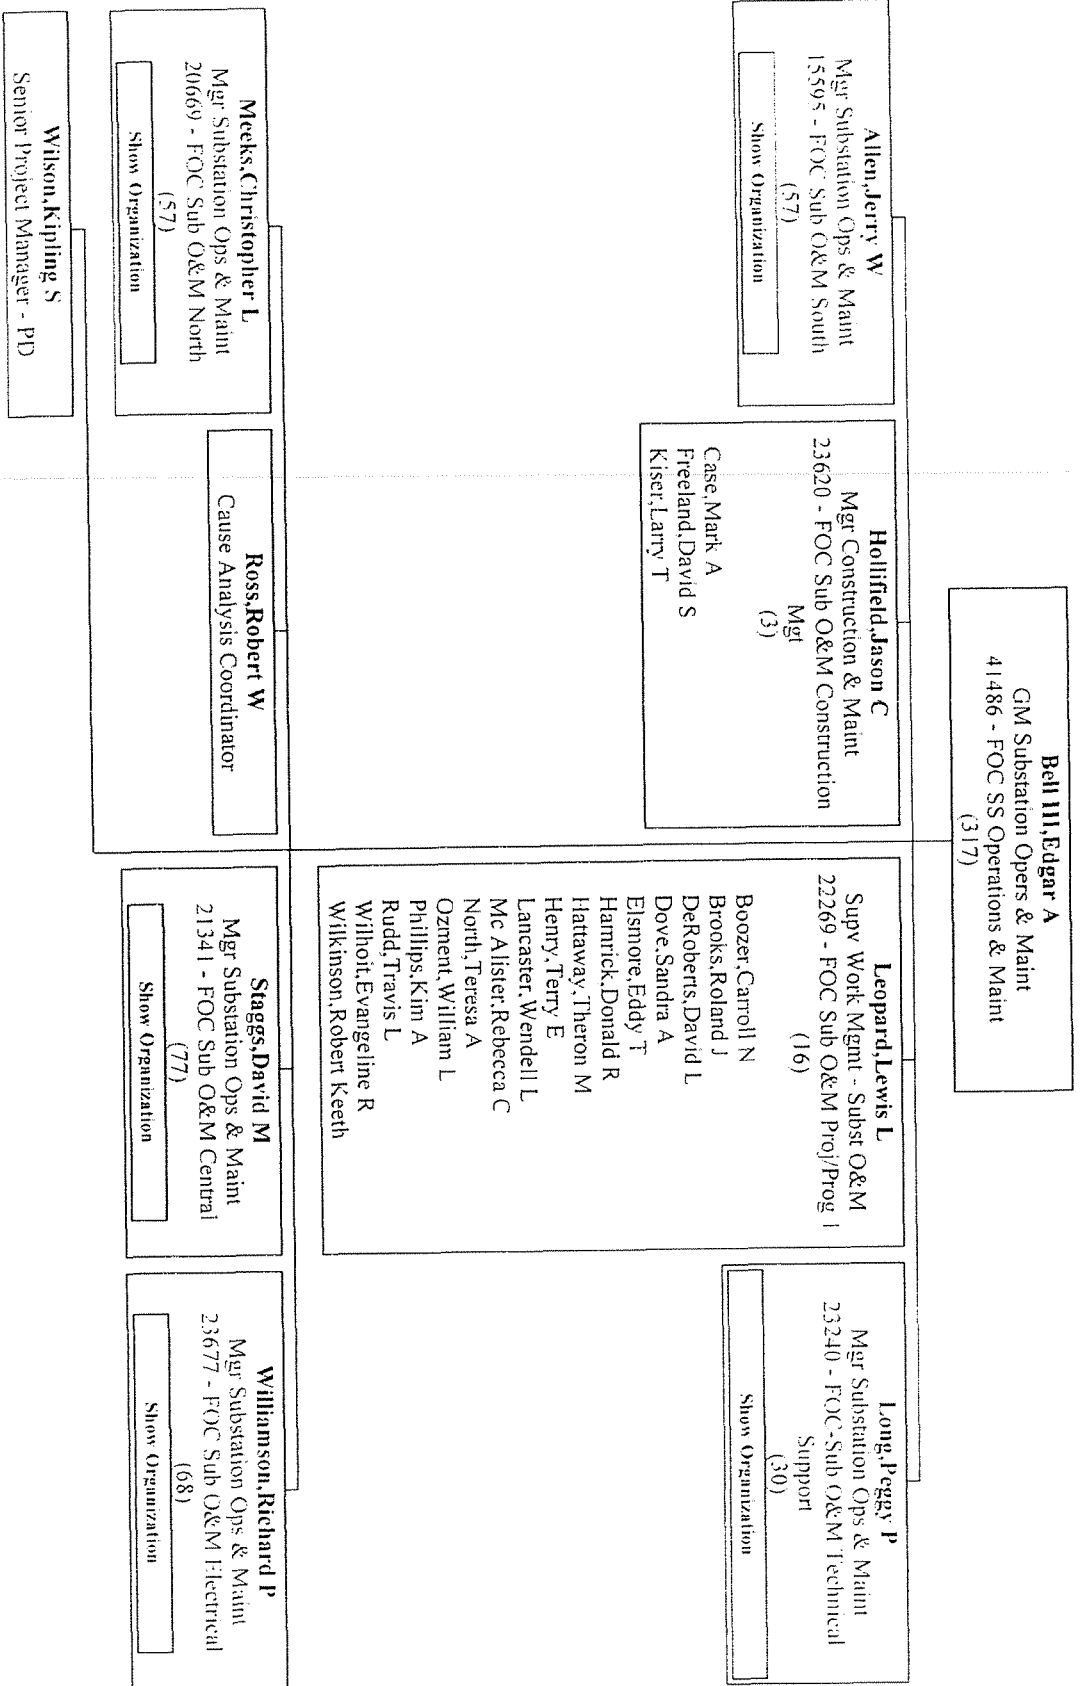 Bell III,Edgar A
GM Substation Opers & Maint
41486 - FOC SS Operations & Maint
(317)
Allen,Jerry W
Mgr Substation Ops & Maint
15595 - FOC Sub O&M South
(57)
Show Organization
Hollifield,Jason C
Mgr Construction & Maint
23620 - FOC Sub O&M Construction
Mgt
(3)
Case,Mark A
Freeland,David S
Kiser,Larry T
Leopard,Lewis L
Supv Work Mgmt - Subst O&M
22269 - FOC Sub O&M Proj/Prog I
(16)
Boozer,Carroll N
Brooks,Roland J
DeRoberts,David L
Dove,Sandra A
Elsmore,Eddy T
Hamrick,Donald R
Hattaway,Theron M
Henry,Terry E
Lancaster,Wendell L
Mc Alister,Rebecca C
North,Teresa A
Ozment,William L
Phillips,Kim A
Rudd,Travis L
Wilhoit,Evangeline R
Wilkinson,Robert Keeth
Long,Peggy P
Mgr Substation Ops & Maint
23240 - FOC-Sub O&M Technical
Support
(30)
Show Organization
Meeks,Christopher L
Mgr Substation Ops & Maint
20669 - FOC Sub O&M North
(57)
Show Organization
Ross,Robert W
Cause Analysis Coordinator
Staggs,David M
Mgr Substation Ops & Maint
21341 - FOC Sub O&M Central
(77)
Show Organization
Williamson,Richard P
Mgr Substation Ops & Maint
23677 - FOC Sub O&M Electrical
(68)
Show Organization
Wilson,Kipling S
Senior Project Manager - PD